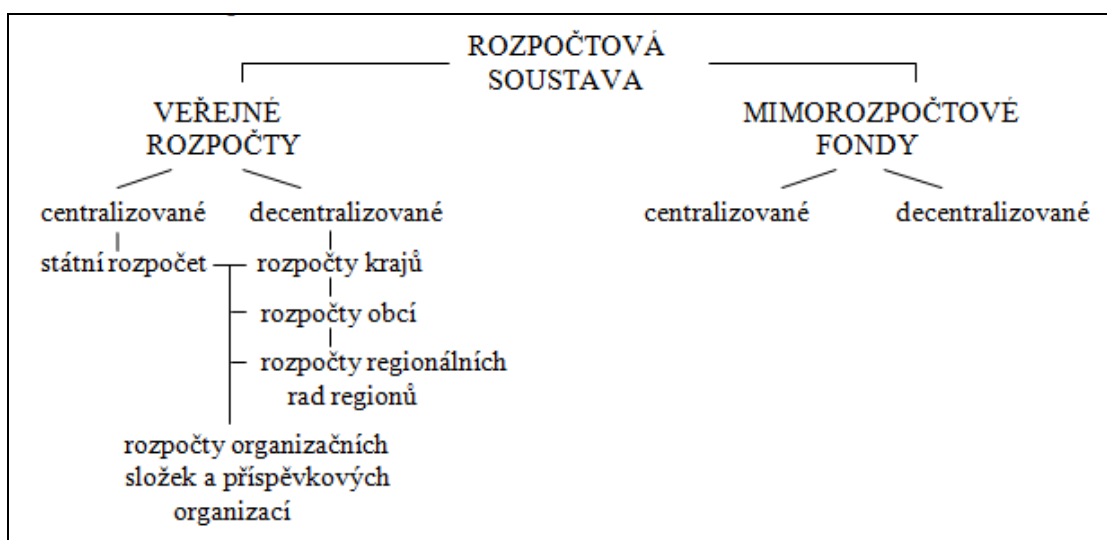 ROZPOČTOVÁ
SOUSTAVA
VEŘEJNÉ
ROZPOČTY
MIMOROZPOČTOVÉ
FONDY
centralizované
decentralizované
centralizované
decentralizované
státní rozpočet
rozpočty krajů
rozpočty obcí
rozpočty regionálních
rad regionů
rozpočty organizačních
složek a příspěvkových
organizací